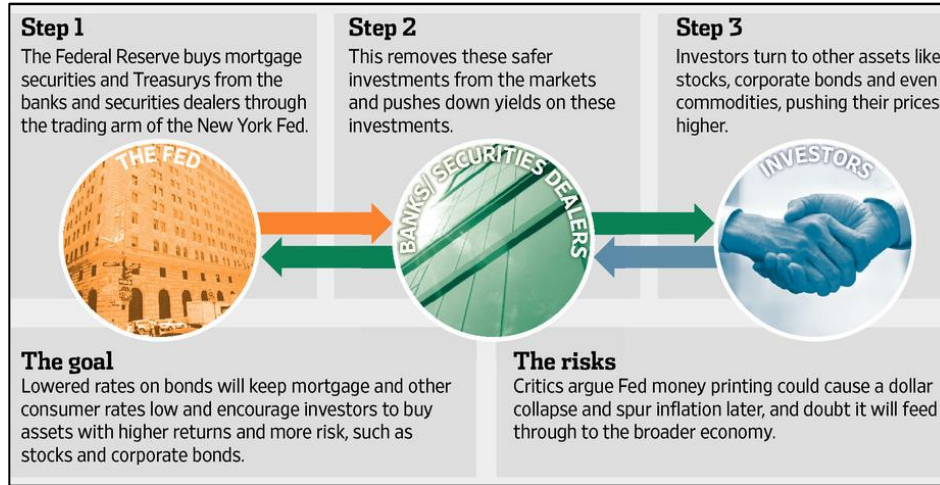 Step 1
The Federal Reserve buys mortgage
securities and Treasurys from the
banks and securities dealers through
the trading arm of the New York Fed.
Step 2
This removes these safer
investments from the markets
and pushes down yields on these
investments.
Step 3
Investors turn to other assets like
stocks, corporate bonds and even
commodities, pushing their prices
higher.
THE FED
BANKS/SECURITIES DEALERS
INVESTORS
The goal
Lowered rates on bonds will keep mortgage and other
consumer rates low and encourage investors to buy
assets with higher returns and more risk, such as
stocks and corporate bonds.
The risks
Critics argue Fed money printing could cause a dollar
collapse and spur inflation later, and doubt it will feed
through to the broader economy.